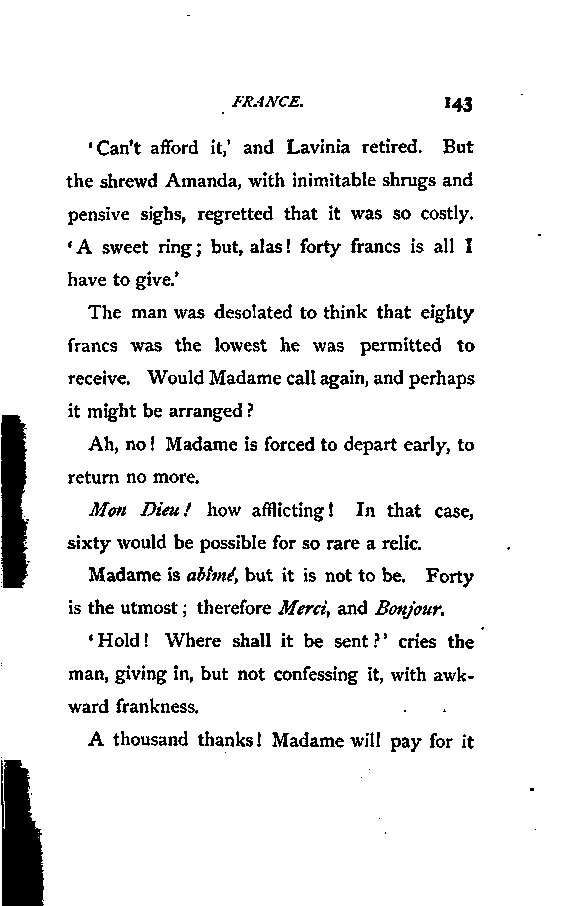 FRANCE. 143
'Can't afford it,' and Lavinia retired. But
the shrewd Amanda, with inimitable shrugs and
pensive sighs, regretted that it was so costly.
'A sweet ring; but, alas! forty francs is all I
have to give.'
The man was desolated to think that eighty
francs was the lowest he was permitted to
receive. Would Madame call again, and perhaps
it might be arranged?
Ah, no! Madame is forced to depart early, to
return no more.
Mon Dieu! how afflicting! In that case,
sixty would be possible for so rare a relic.
Madame is abîmé, but it is not to be. Forty
is the utmost; therefore Merci, and Bonjour.
'Hold! Where shall it be sent?' cries the
man, giving in, but not confessing it, with awk-
ward frankness.
A thousand thanks! Madame will pay for it